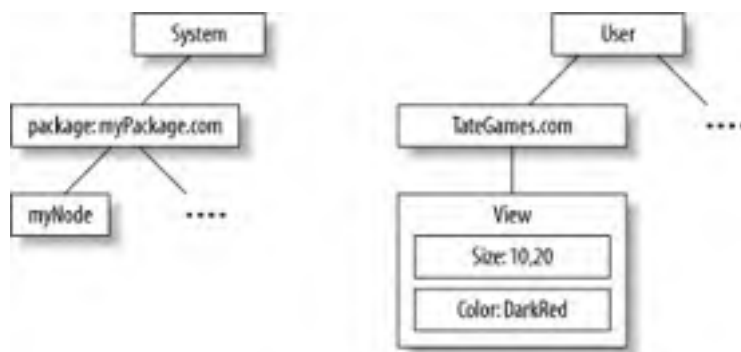 System
package: myPackage.com
myNode
....
User
TateGames.com
....
View
Size: 10,20
Color: DarkRed